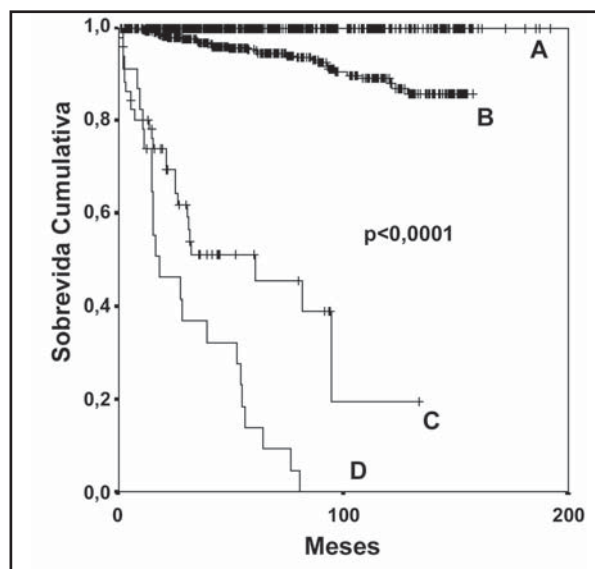 Sobrevida Cumulativa
1,0
0,8
0,6
0,4
0,2
0,0
A
B
p<0,0001
C
D
0
100
200
Meses